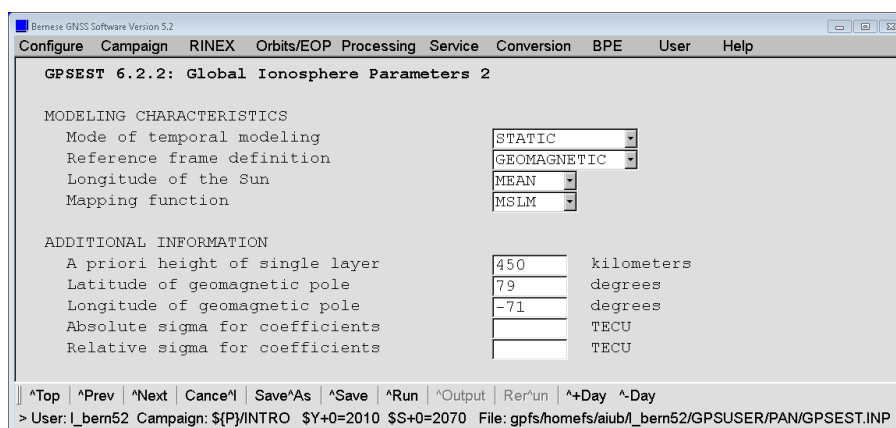 Bernese GNSS Software Version 5.2
Configure Campaign RINEX Orbits/EOP Processing Service Conversion BPE User Help
GPSEST 6.2.2: Global Ionosphere Parameters 2
MODELING CHARACTERISTICS
Mode of temporal modeling STATIC
Reference frame definition GEOMAGNETIC
Longitude of the Sun MEAN
Mapping function MSLM
ADDITIONAL INFORMATION
A priori height of single layer 450 kilometers
Latitude of geomagnetic pole 79 degrees
Longitude of geomagnetic pole -71 degrees
Absolute sigma for coefficients TECU
Relative sigma for coefficients TECU
^Top ^Prev ^Next Cance^l Save^As ^Save ^Run ^Output Rer^un ^+Day ^-Day
> User: l_bern52 Campaign: ${P}/INTRO $Y+0=2010 $S+0=2070 File: gpfs/homefs/aiub/l_bern52/GPSUSER/PAN/GPSEST.INP